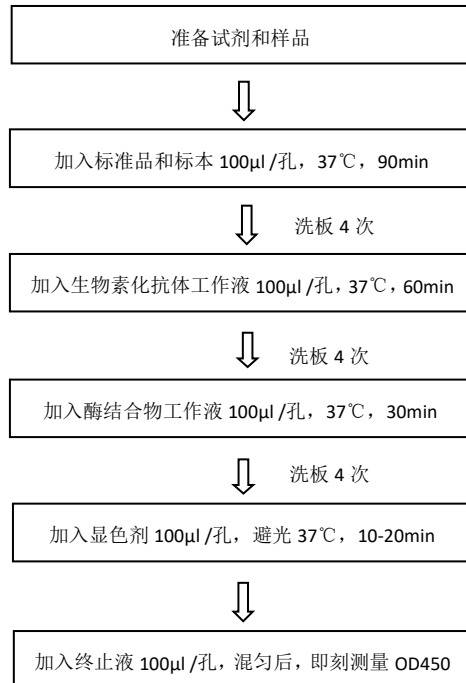 准备试剂和样品
加入标准品和标本 100μl /孔，37℃，90min
洗板 4 次
加入生物素化抗体工作液 100μl /孔，37℃，60min
洗板 4 次
加入酶结合物工作液 100μl /孔，37℃，30min
洗板 4 次
加入显色剂 100μl /孔，避光 37℃，10-20min
加入终止液 100μl /孔，混匀后，即刻测量 OD450